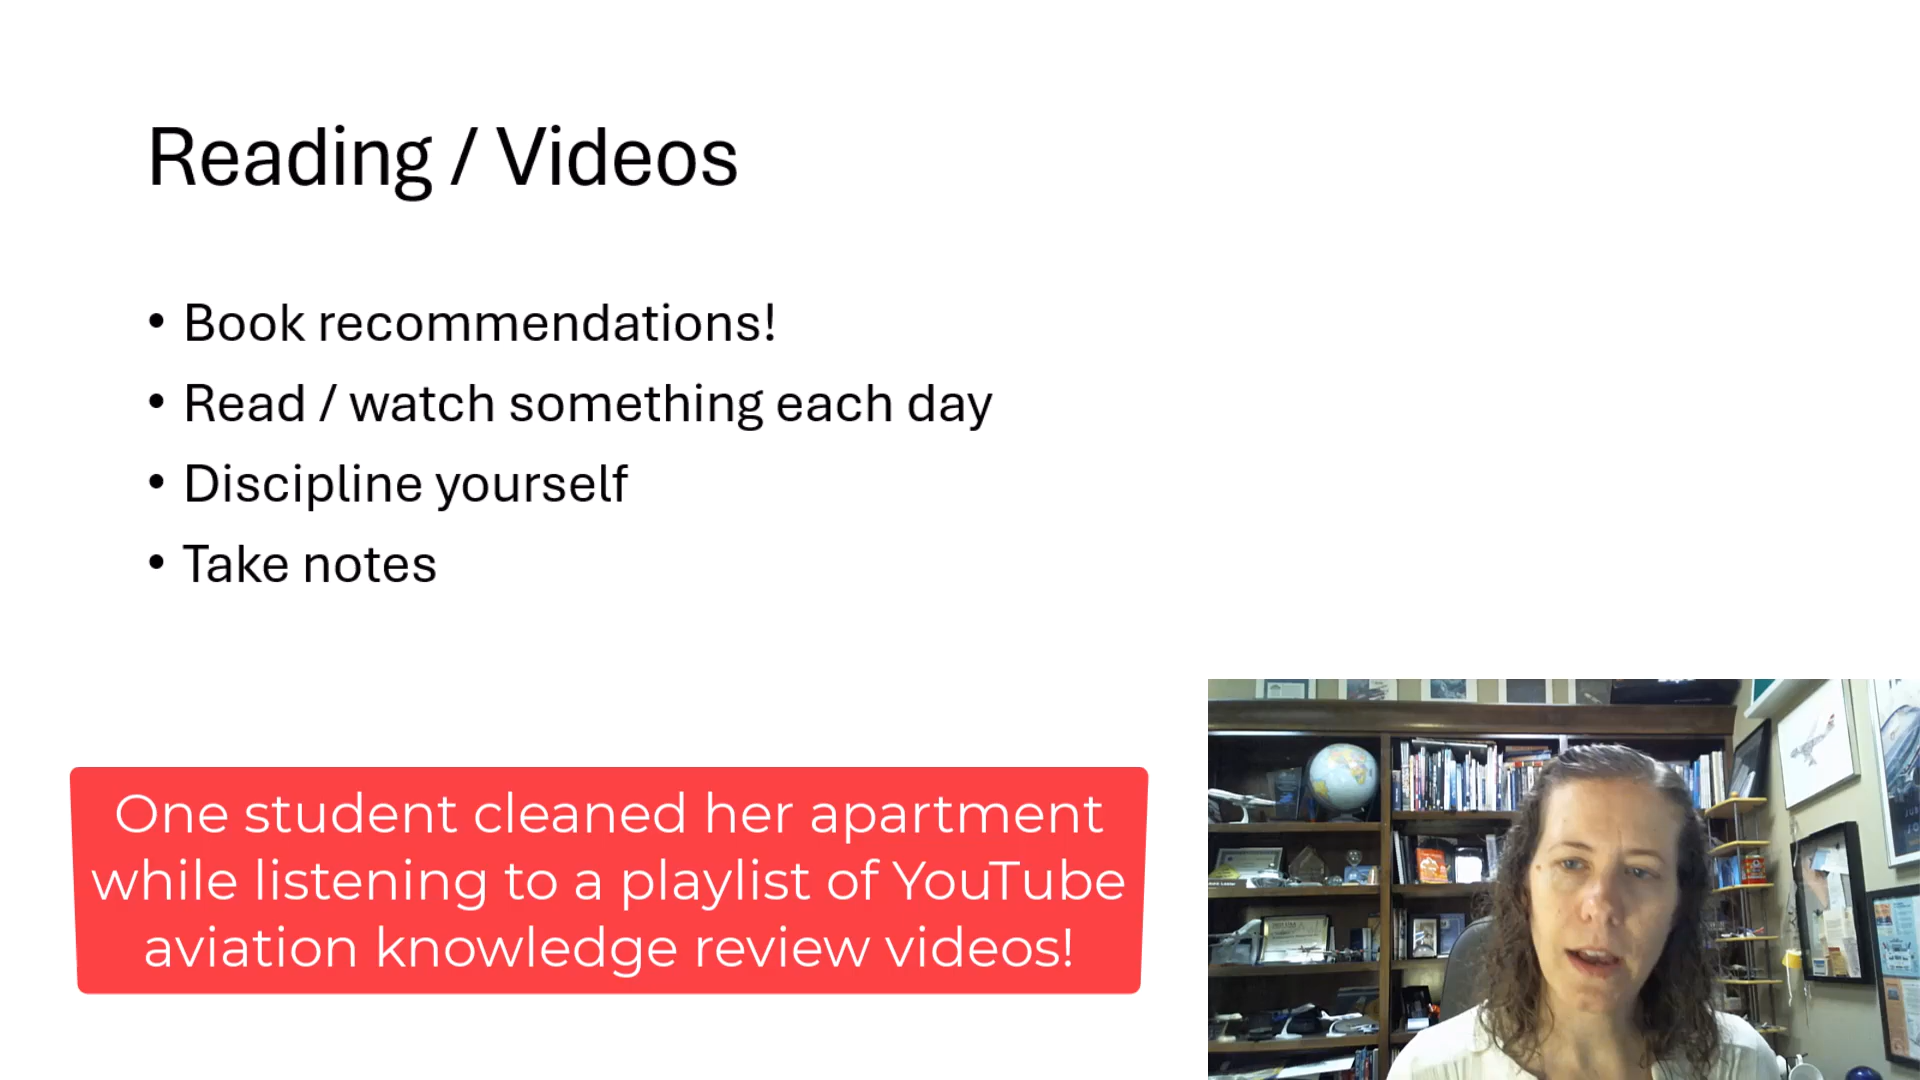 Reading / Videos
• Book recommendations!
• Read / watch something each day
• Discipline yourself
• Take notes
One student cleaned her apartment
while listening to a playlist of YouTube
aviation knowledge review videos!